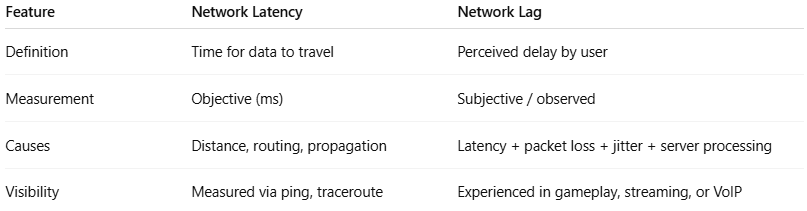 Feature Network Latency Network Lag
Definition Time for data to travel Perceived delay by user
Measurement Objective (ms) Subjective / observed
Causes Distance, routing, propagation Latency + packet loss + jitter + server processing
Visibility Measured via ping, traceroute Experienced in gameplay, streaming, or VoIP